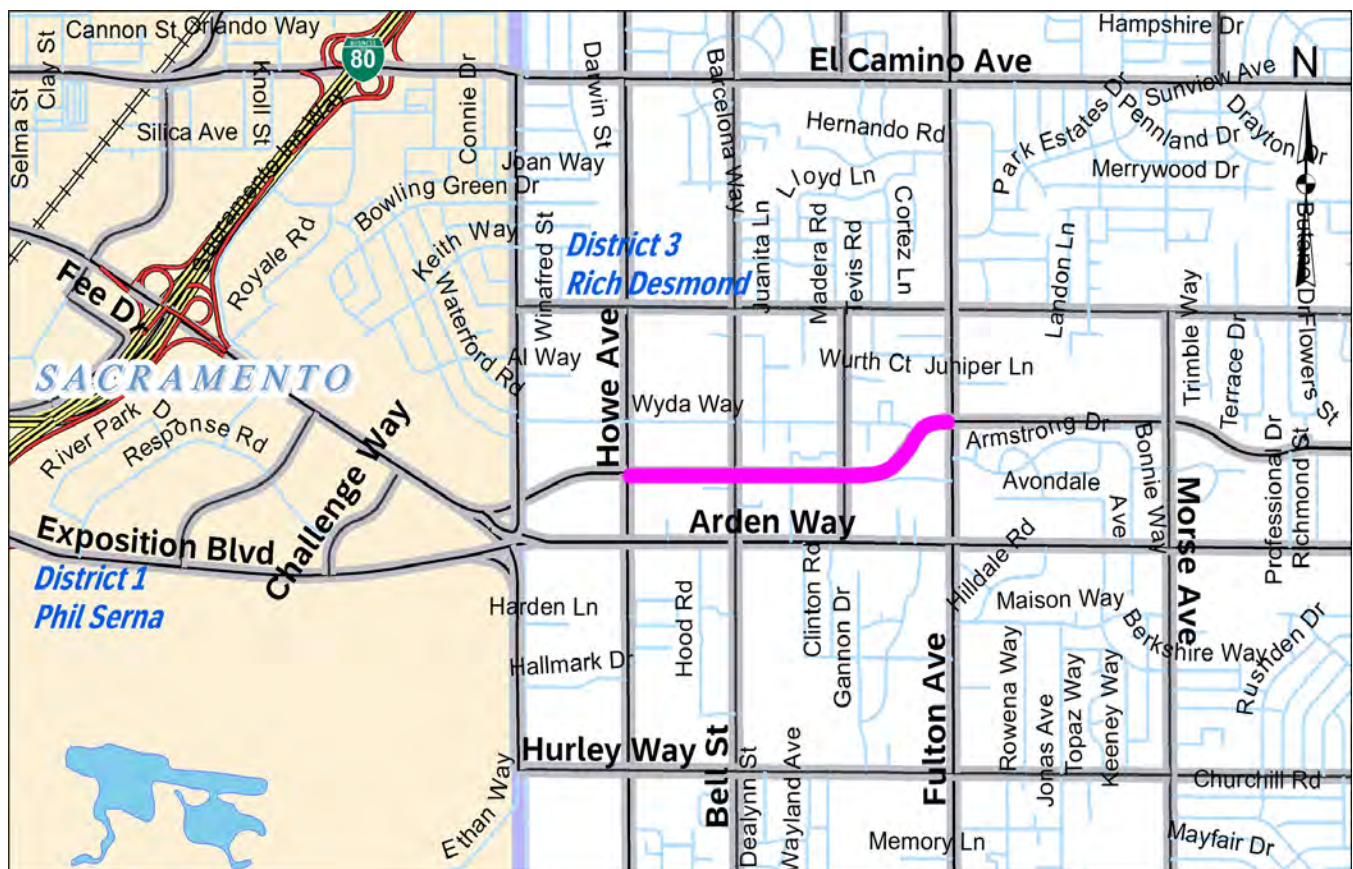 Cannon St
Orlando Way
Hampshire Dr
Clay St
Selma St
Knoll St
BUSINESS
80
Connie Dr
Darwin St
Barcelona Way
El Camino Ave
Sunview Ave
N
Silica Ave
Hernando Rd
Park Estates Dr
Pennland Dr
Drayton Dr
Joan Way
Lloyd Ln
Merrywood Dr
Bowling Green Dr
Cortez Ln
Keith Way
Winafred St
District 3
Rich Desmond
Juanita Ln
Madera Rd
Tevis Rd
Landon Ln
Butano Dr
Royale Rd
Fee Dr
Waterford Rd
Trimble Way
Terrace Dr
Flowers St
Al Way
Howe Ave
Wurth Ct
Juniper Ln
SACRAMENTO
Wyda Way
River Park D
Response Rd
Challenge Way
Armstrong Dr
Bonnie Way
Professional Dr
Richmond St
Avondale
Ave
Morse Ave
Arden Way
Exposition Blvd
District 1
Phil Serna
Hilldale Rd
Clinton Rd
Gannon Dr
Harden Ln
Hood Rd
Maison Way
Berkshire Way
Rushden Dr
Hallmark Dr
Rowena Way
Jonas Ave
Topaz Way
Keeney Way
Hurley Way
Bell St
Fulton Ave
Churchill Rd
Ethan Way
Dealynn St
Wayland Ave
Memory Ln
Mayfair Dr